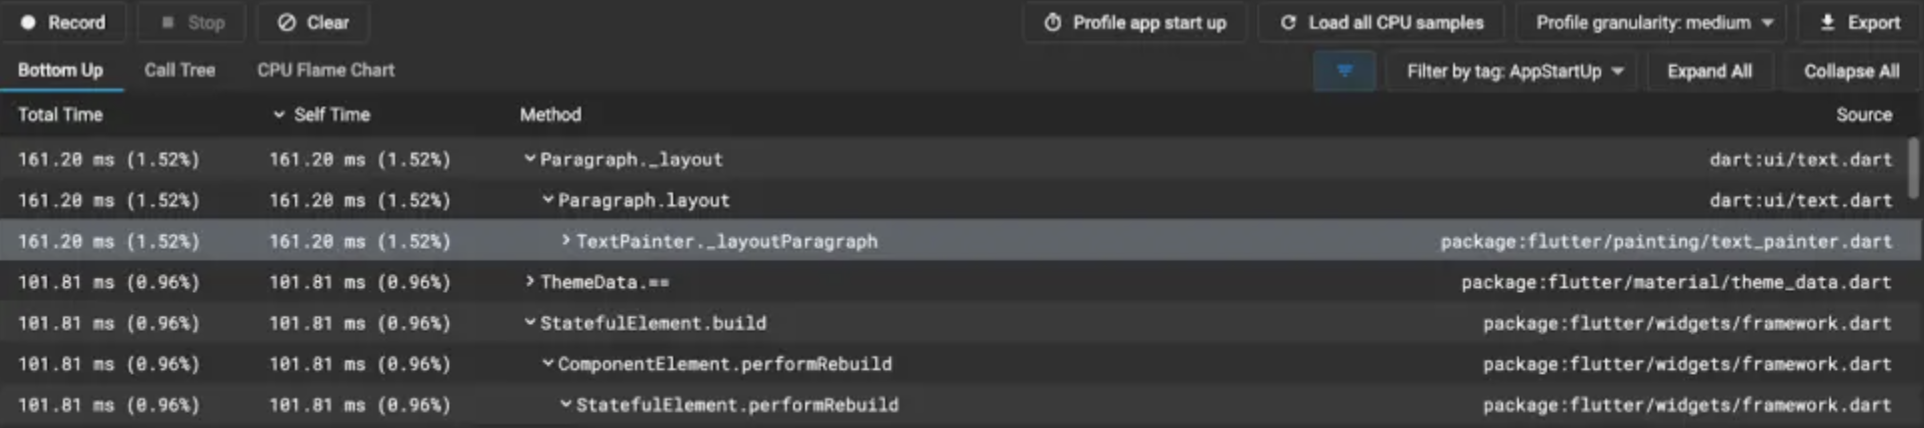 Record Stop Clear Profile app start up Load all CPU samples Profile granularity: medium Export
Bottom Up Call Tree CPU Flame Chart Filter by tag: AppStartUp Expand All Collapse All
Total Time Self Time Method Source
161.20 ms (1.52%) 161.20 ms (1.52%) Paragraph._layout dart:ui/text.dart
161.20 ms (1.52%) 161.20 ms (1.52%) Paragraph.layout dart:ui/text.dart
161.20 ms (1.52%) 161.20 ms (1.52%) TextPainter._layoutParagraph package:flutter/painting/text_painter.dart
101.81 ms (0.96%) 101.81 ms (0.96%) ThemeData.== package:flutter/material/theme_data.dart
101.81 ms (0.96%) 101.81 ms (0.96%) StatefulElement.build package:flutter/widgets/framework.dart
101.81 ms (0.96%) 101.81 ms (0.96%) ComponentElement.performRebuild package:flutter/widgets/framework.dart
101.81 ms (0.96%) 101.81 ms (0.96%) StatefulElement.performRebuild package:flutter/widgets/framework.dart